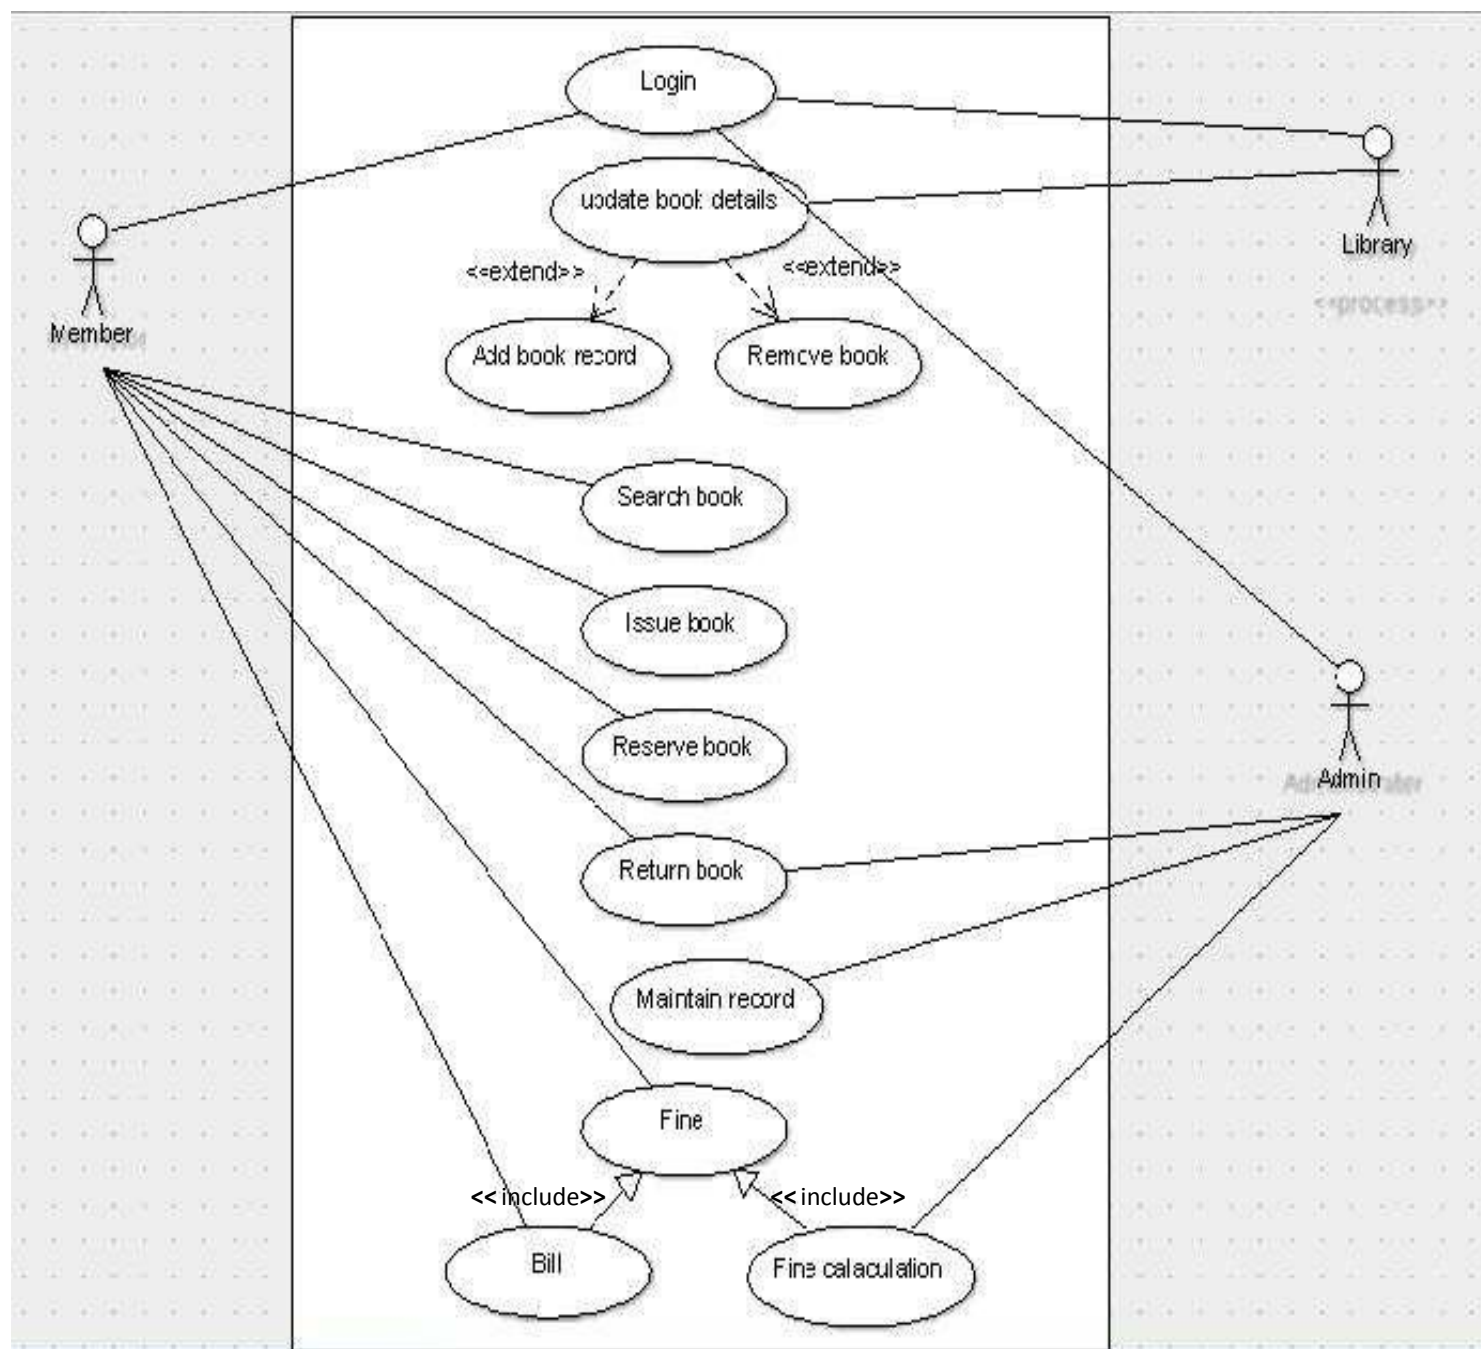 Login
update book details
Library
<<extend>>
<<extend>>
<<process>>
Member
Add book record
Remove book
Search book
Issue book
Reserve book
Admin
Return book
Maintain record
Fine
<<include>>
<<include>>
Bill
Fine calaculation